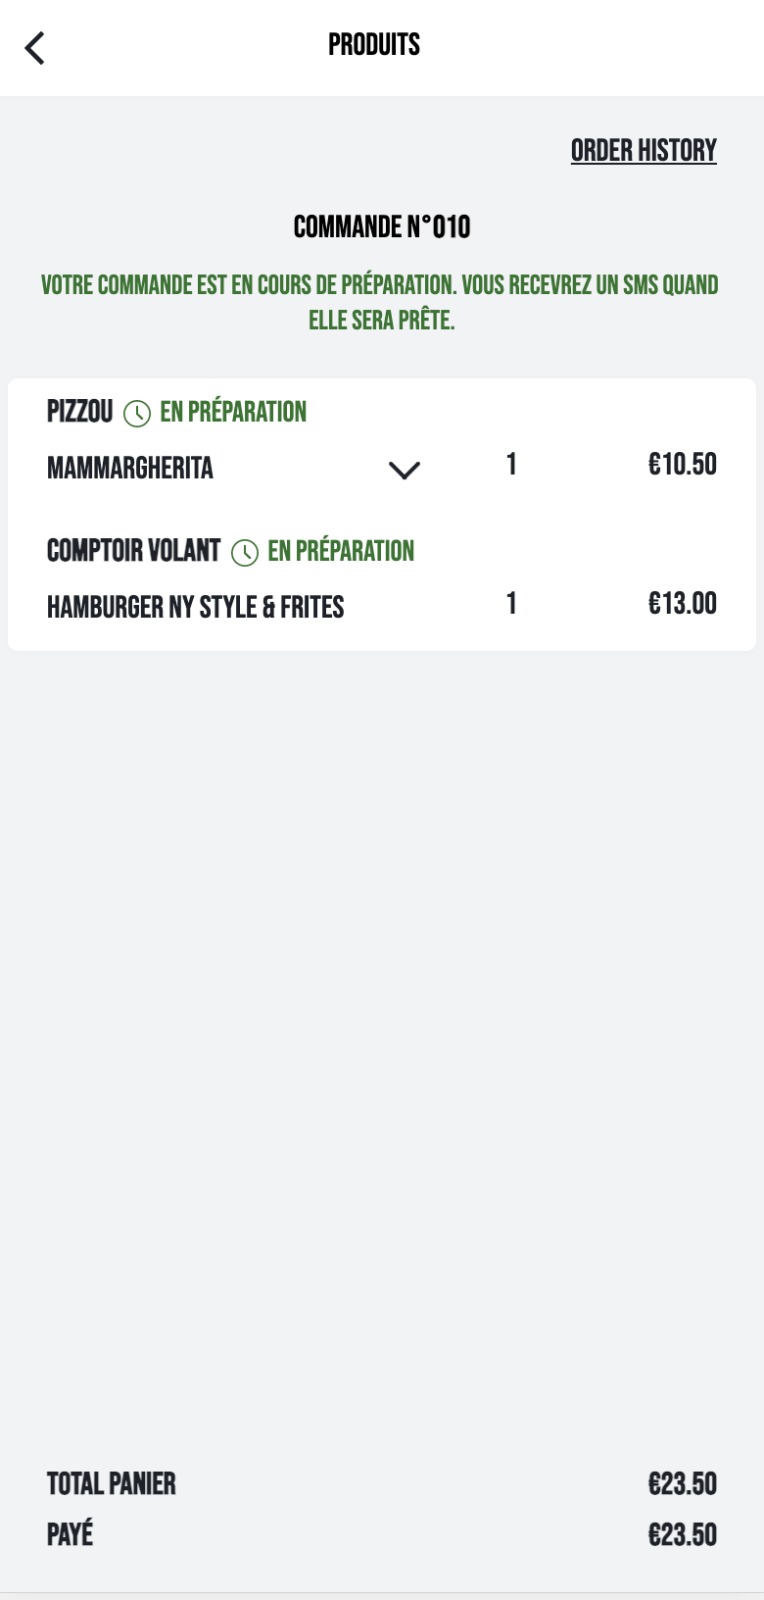 PRODUITS
ORDER HISTORY
COMMANDE N°010
VOTRE COMMANDE EST EN COURS DE PRÉPARATION. VOUS RECEVREZ UN SMS QUAND
ELLE SERA PRÊTE.
PIZZOU EN PRÉPARATION
MAMMARGHERITA 1 €10.50
COMPTOIR VOLANT EN PRÉPARATION
HAMBURGER NY STYLE & FRITES 1 €13.00
TOTAL PANIER €23.50
PAYÉ €23.50